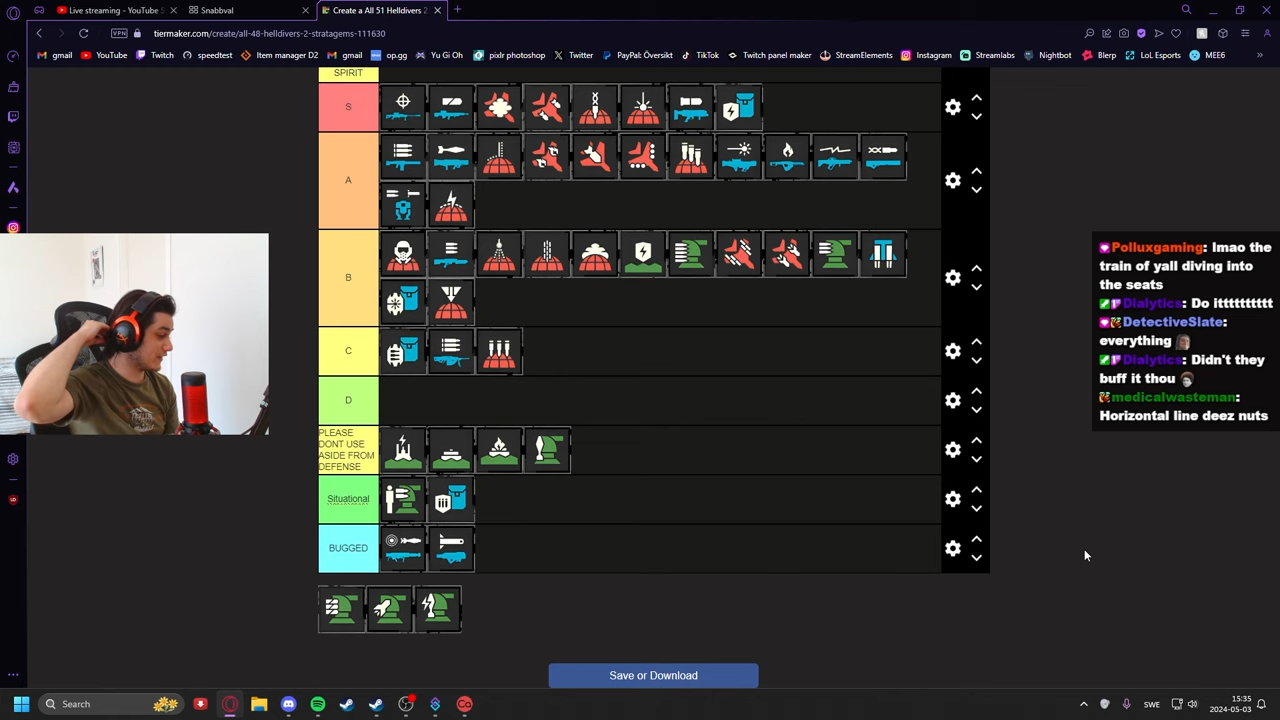 Live streaming - YouTube S
Snabbval
Create a All 51 Helldivers 2
VPN
tiermaker.com/create/all-48-helldivers-2-stratagems-111630
gmail
YouTube
Twitch
speedtest
Item manager D2
gmail
op.gg
Yu Gi Oh
pixlr photoshop
Twitter
PayPal: Översikt
TikTok
Twitch panel maker
StreamElements
Instagram
Streamlabs
Nightbot
Blerp
LoL Esports
MEE6
SPIRIT
S
A
B
C
D
PLEASE
DONT USE
ASIDE FROM
DEFENSE
Situational
BUGGED
Polluxgaming: lmao the
train of yall diving into
the seats
Dialytics: Do itttttttttt
DetectiveSlate:
everything
Dialytics: Didn't they
buff it thou
medicalwasteman:
Horizontal line deez nuts
Save or Download
Search
SWE
15:35
2024-05-03